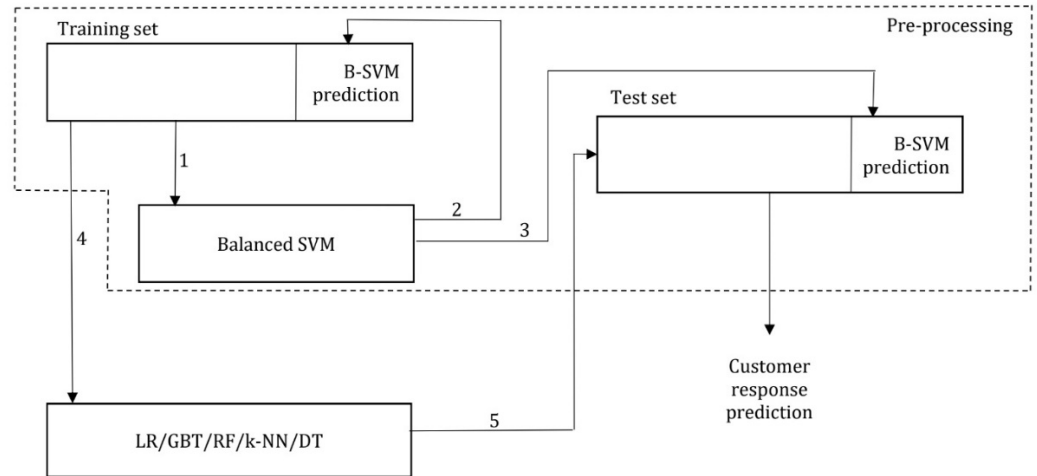 Training set
Pre-processing
B-SVM
prediction
Test set
B-SVM
prediction
1
2
3
4
Balanced SVM
Customer
response
prediction
5
LR/GBT/RF/k-NN/DT